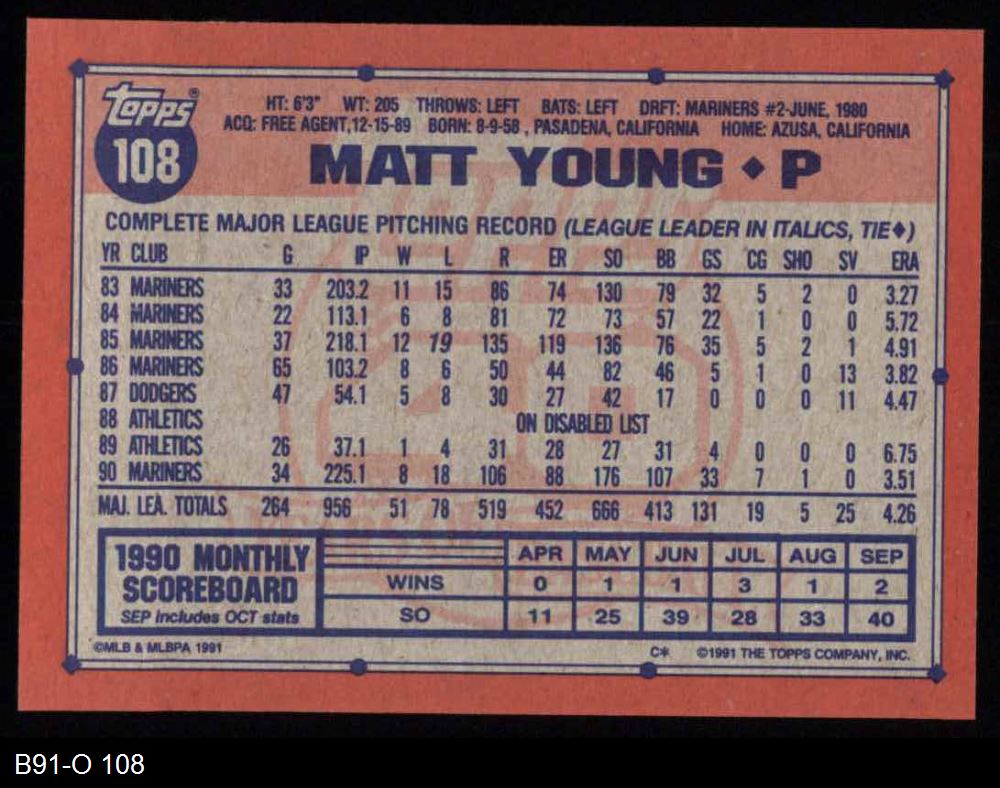 Topps®
108
HT: 6'3" WT: 205 THROWS: LEFT BATS: LEFT DRFT: MARINERS #2-JUNE, 1980
ACQ: FREE AGENT,12-15-89 BORN: 8-9-58 , PASADENA, CALIFORNIA HOME: AZUSA, CALIFORNIA
MATT YOUNG ◆ P
COMPLETE MAJOR LEAGUE PITCHING RECORD (LEAGUE LEADER IN ITALICS, TIE◆)
YR CLUB G IP W L R ER SO BB GS CG SHO SV ERA
83 MARINERS 33 203.2 11 15 86 74 130 79 32 5 2 0 3.27
84 MARINERS 22 113.1 6 8 81 72 73 57 22 1 0 0 5.72
85 MARINERS 37 218.1 12 19 135 119 136 76 35 5 2 1 4.91
86 MARINERS 65 103.2 8 6 50 44 82 46 5 1 0 13 3.82
87 DODGERS 47 54.1 5 8 30 27 42 17 0 0 0 11 4.47
88 ATHLETICS ON DISABLED LIST
89 ATHLETICS 26 37.1 1 4 31 28 27 31 4 0 0 0 6.75
90 MARINERS 34 225.1 8 18 106 88 176 107 33 7 1 0 3.51
MAJ. LEA. TOTALS 264 956 51 78 519 452 666 413 131 19 5 25 4.26
1990 MONTHLY SCOREBOARD
SEP includes OCT stats
APR MAY JUN JUL AUG SEP
WINS 0 1 1 3 1 2
SO 11 25 39 28 33 40
©MLB & MLBPA 1991
C* ©1991 THE TOPPS COMPANY, INC.
B91-O 108